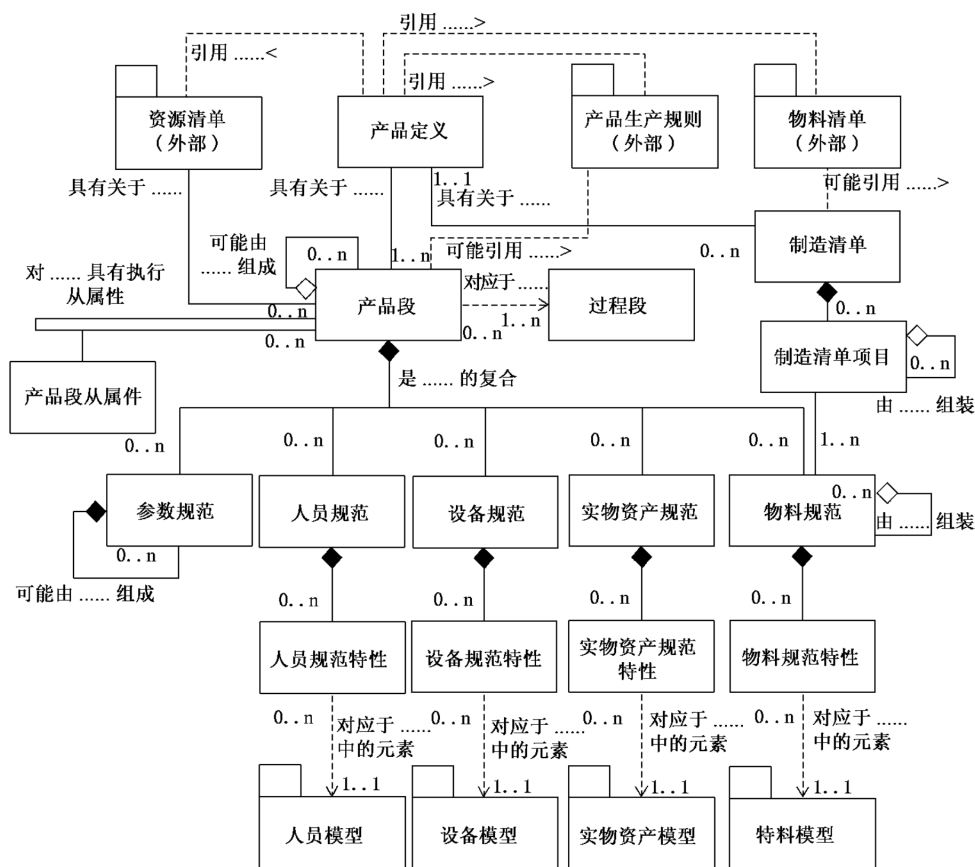 引用 ……>
引用 ……<
引用 ……>
资源清单
（外部）
产品定义
产品生产规则
（外部）
物料清单
（外部）
具有关于 ……
具有关于 ……
1..1
具有关于 ……
可能引用 ……>
可能由
…… 组成
0..n
1..n
可能引用 ……>
0..n
制造清单
对 …… 具有执行
从属性
产品段
对应于 ……
过程段
0..n
0..n
0..n
1..n
0..n
制造清单项目
0..n
产品段从属件
是 …… 的复合
由 …… 组装
0..n
0..n
0..n
0..n
0..n
1..n
参数规范
人员规范
设备规范
实物资产规范
物料规范
0..n
由 …… 组装
0..n
可能由 …… 组成
0..n
0..n
0..n
0..n
人员规范特性
设备规范特性
实物资产规范
特性
物料规范特性
0..n
对应于 ……
中的元素
0..n
对应于 ……
中的元素
0..n
对应于 ……
中的元素
0..n
对应于 ……
中的元素
1..1
1..1
1..1
1..1
人员模型
设备模型
实物资产模型
特料模型